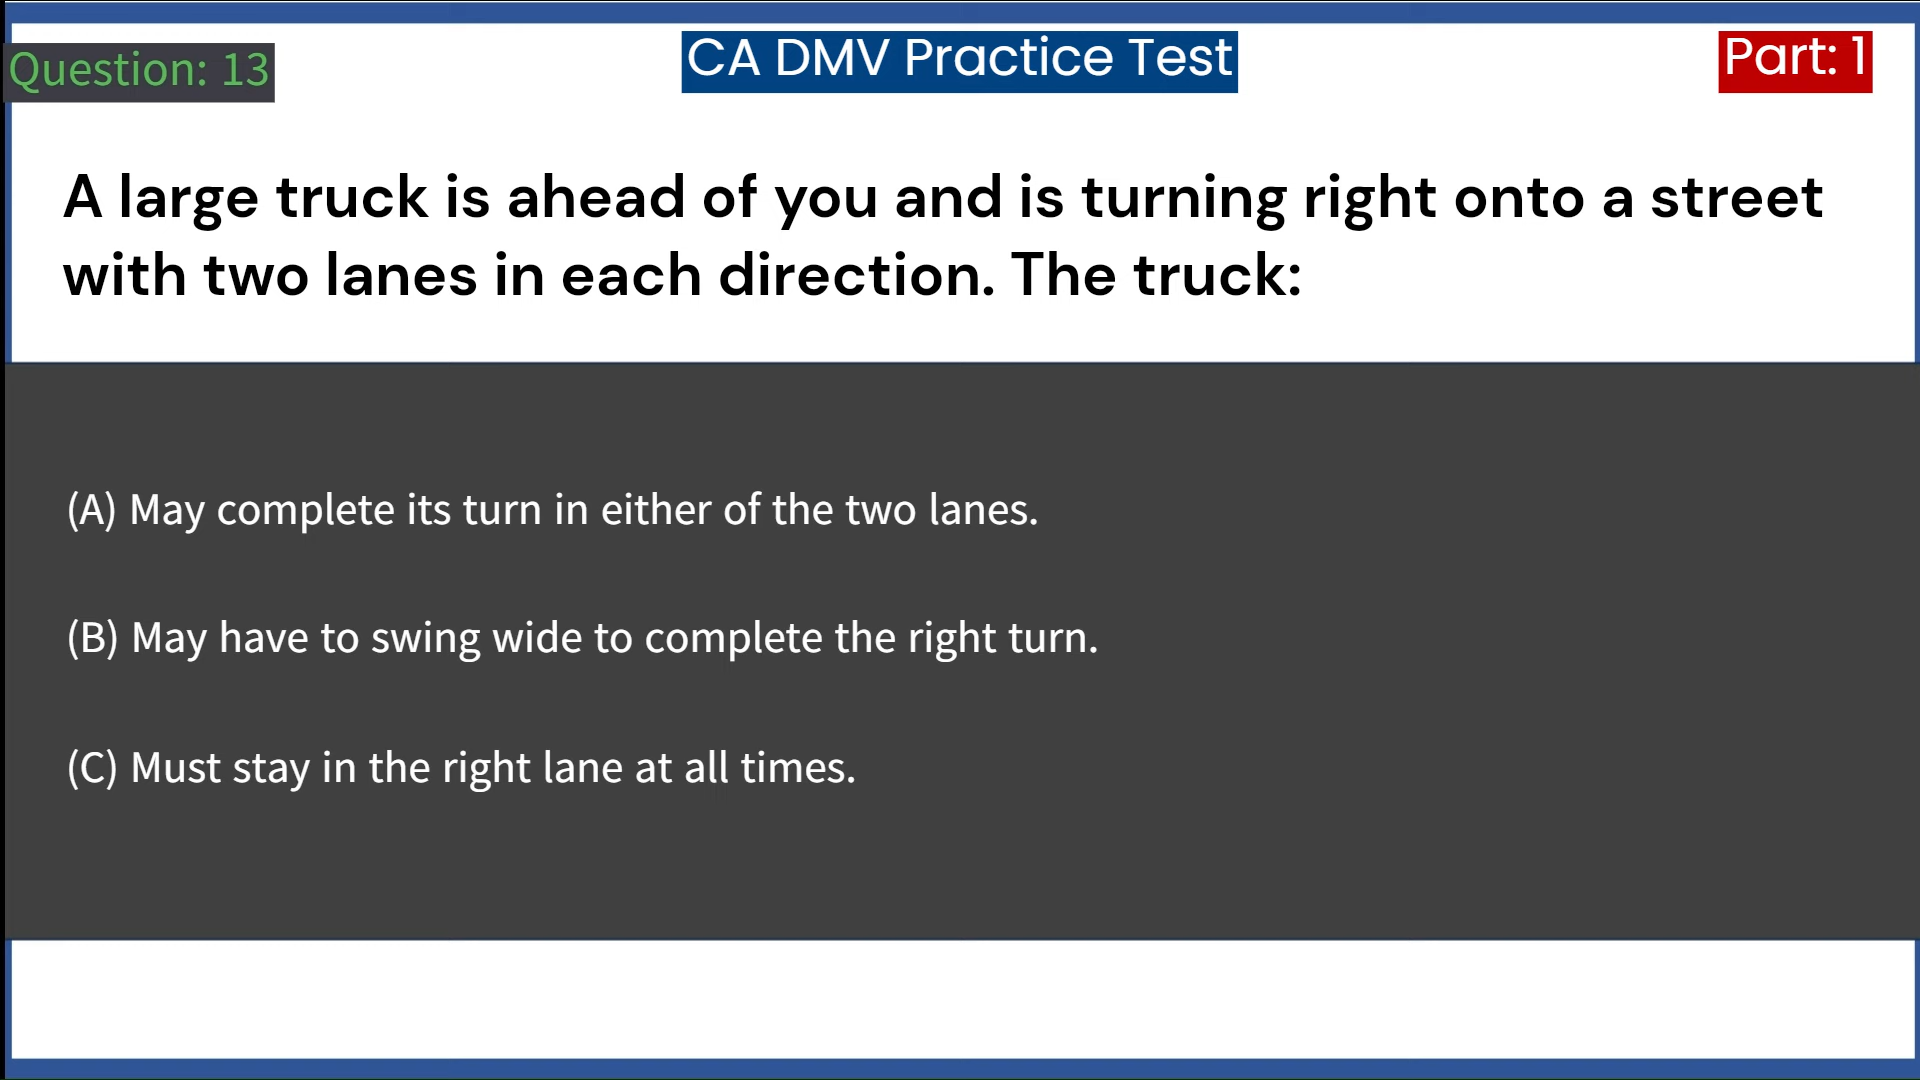 Question: 13
CA DMV Practice Test
Part: 1
A large truck is ahead of you and is turning right onto a street
with two lanes in each direction. The truck:
(A) May complete its turn in either of the two lanes.
(B) May have to swing wide to complete the right turn.
(C) Must stay in the right lane at all times.